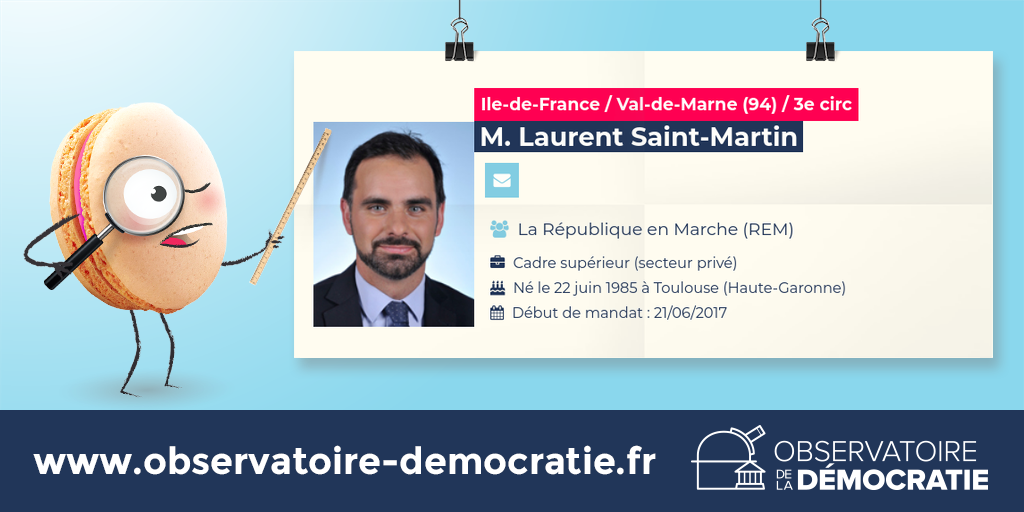 Ile-de-France / Val-de-Marne (94) / 3e circ
M. Laurent Saint-Martin
La République en Marche (REM)
Cadre supérieur (secteur privé)
Né le 22 juin 1985 à Toulouse (Haute-Garonne)
Début de mandat : 21/06/2017
www.observatoire-democratie.fr
OBSERVATOIRE
DE LA DÉMOCRATIE